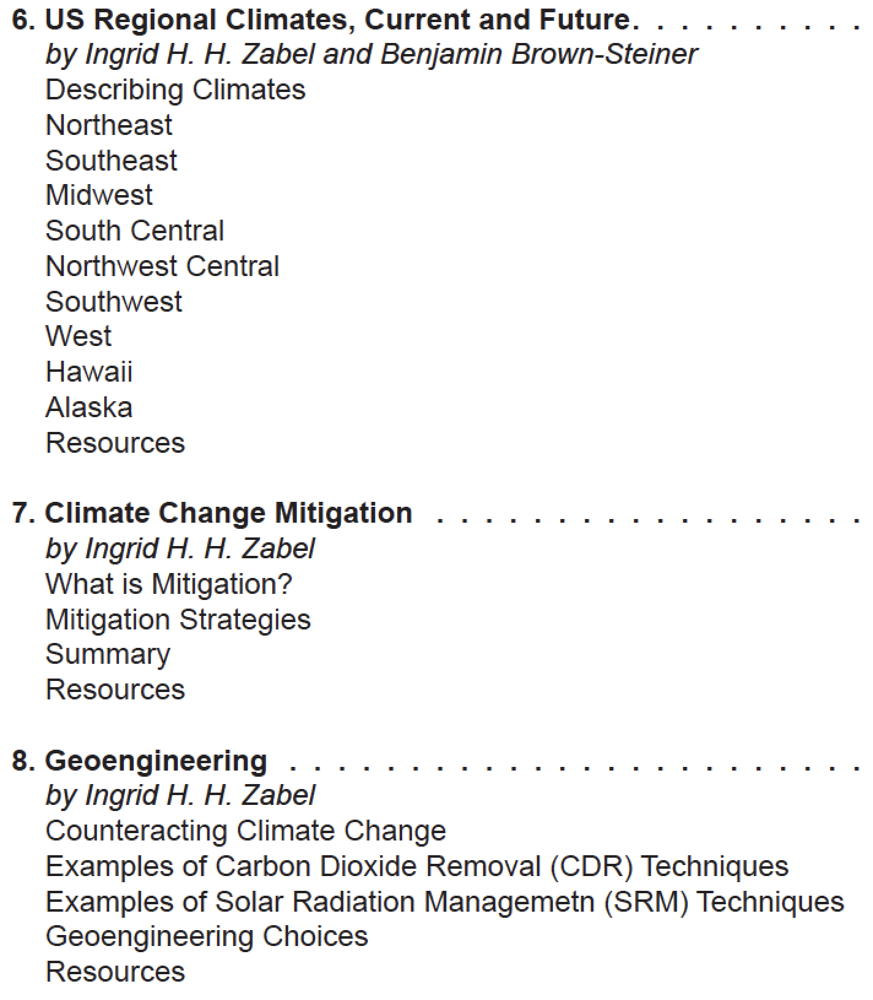 6. US Regional Climates, Current and Future. . . . . . . . . .
by Ingrid H. H. Zabel and Benjamin Brown-Steiner
Describing Climates
Northeast
Southeast
Midwest
South Central
Northwest Central
Southwest
West
Hawaii
Alaska
Resources
7. Climate Change Mitigation . . . . . . . . . . . . . . . . . .
by Ingrid H. H. Zabel
What is Mitigation?
Mitigation Strategies
Summary
Resources
8. Geoengineering . . . . . . . . . . . . . . . . . . . . . . . .
by Ingrid H. H. Zabel
Counteracting Climate Change
Examples of Carbon Dioxide Removal (CDR) Techniques
Examples of Solar Radiation Managemetn (SRM) Techniques
Geoengineering Choices
Resources